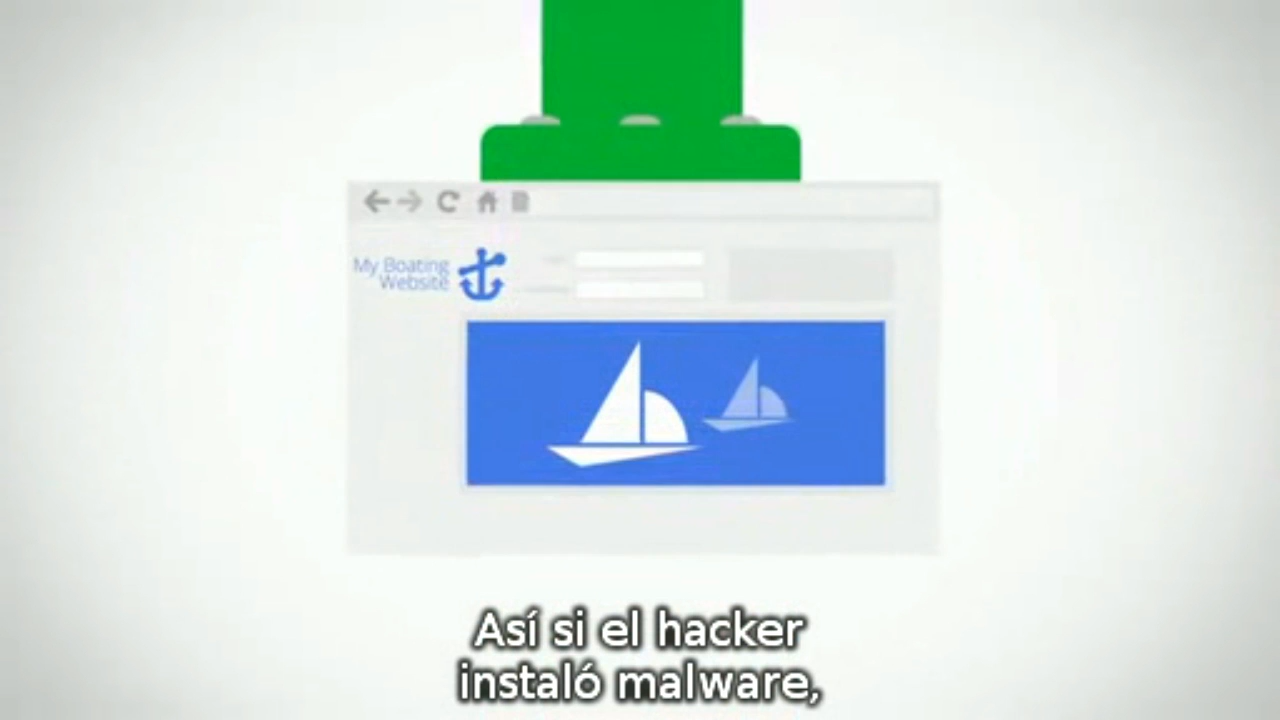 My Boating
Website
Así si el hacker
instaló malware,